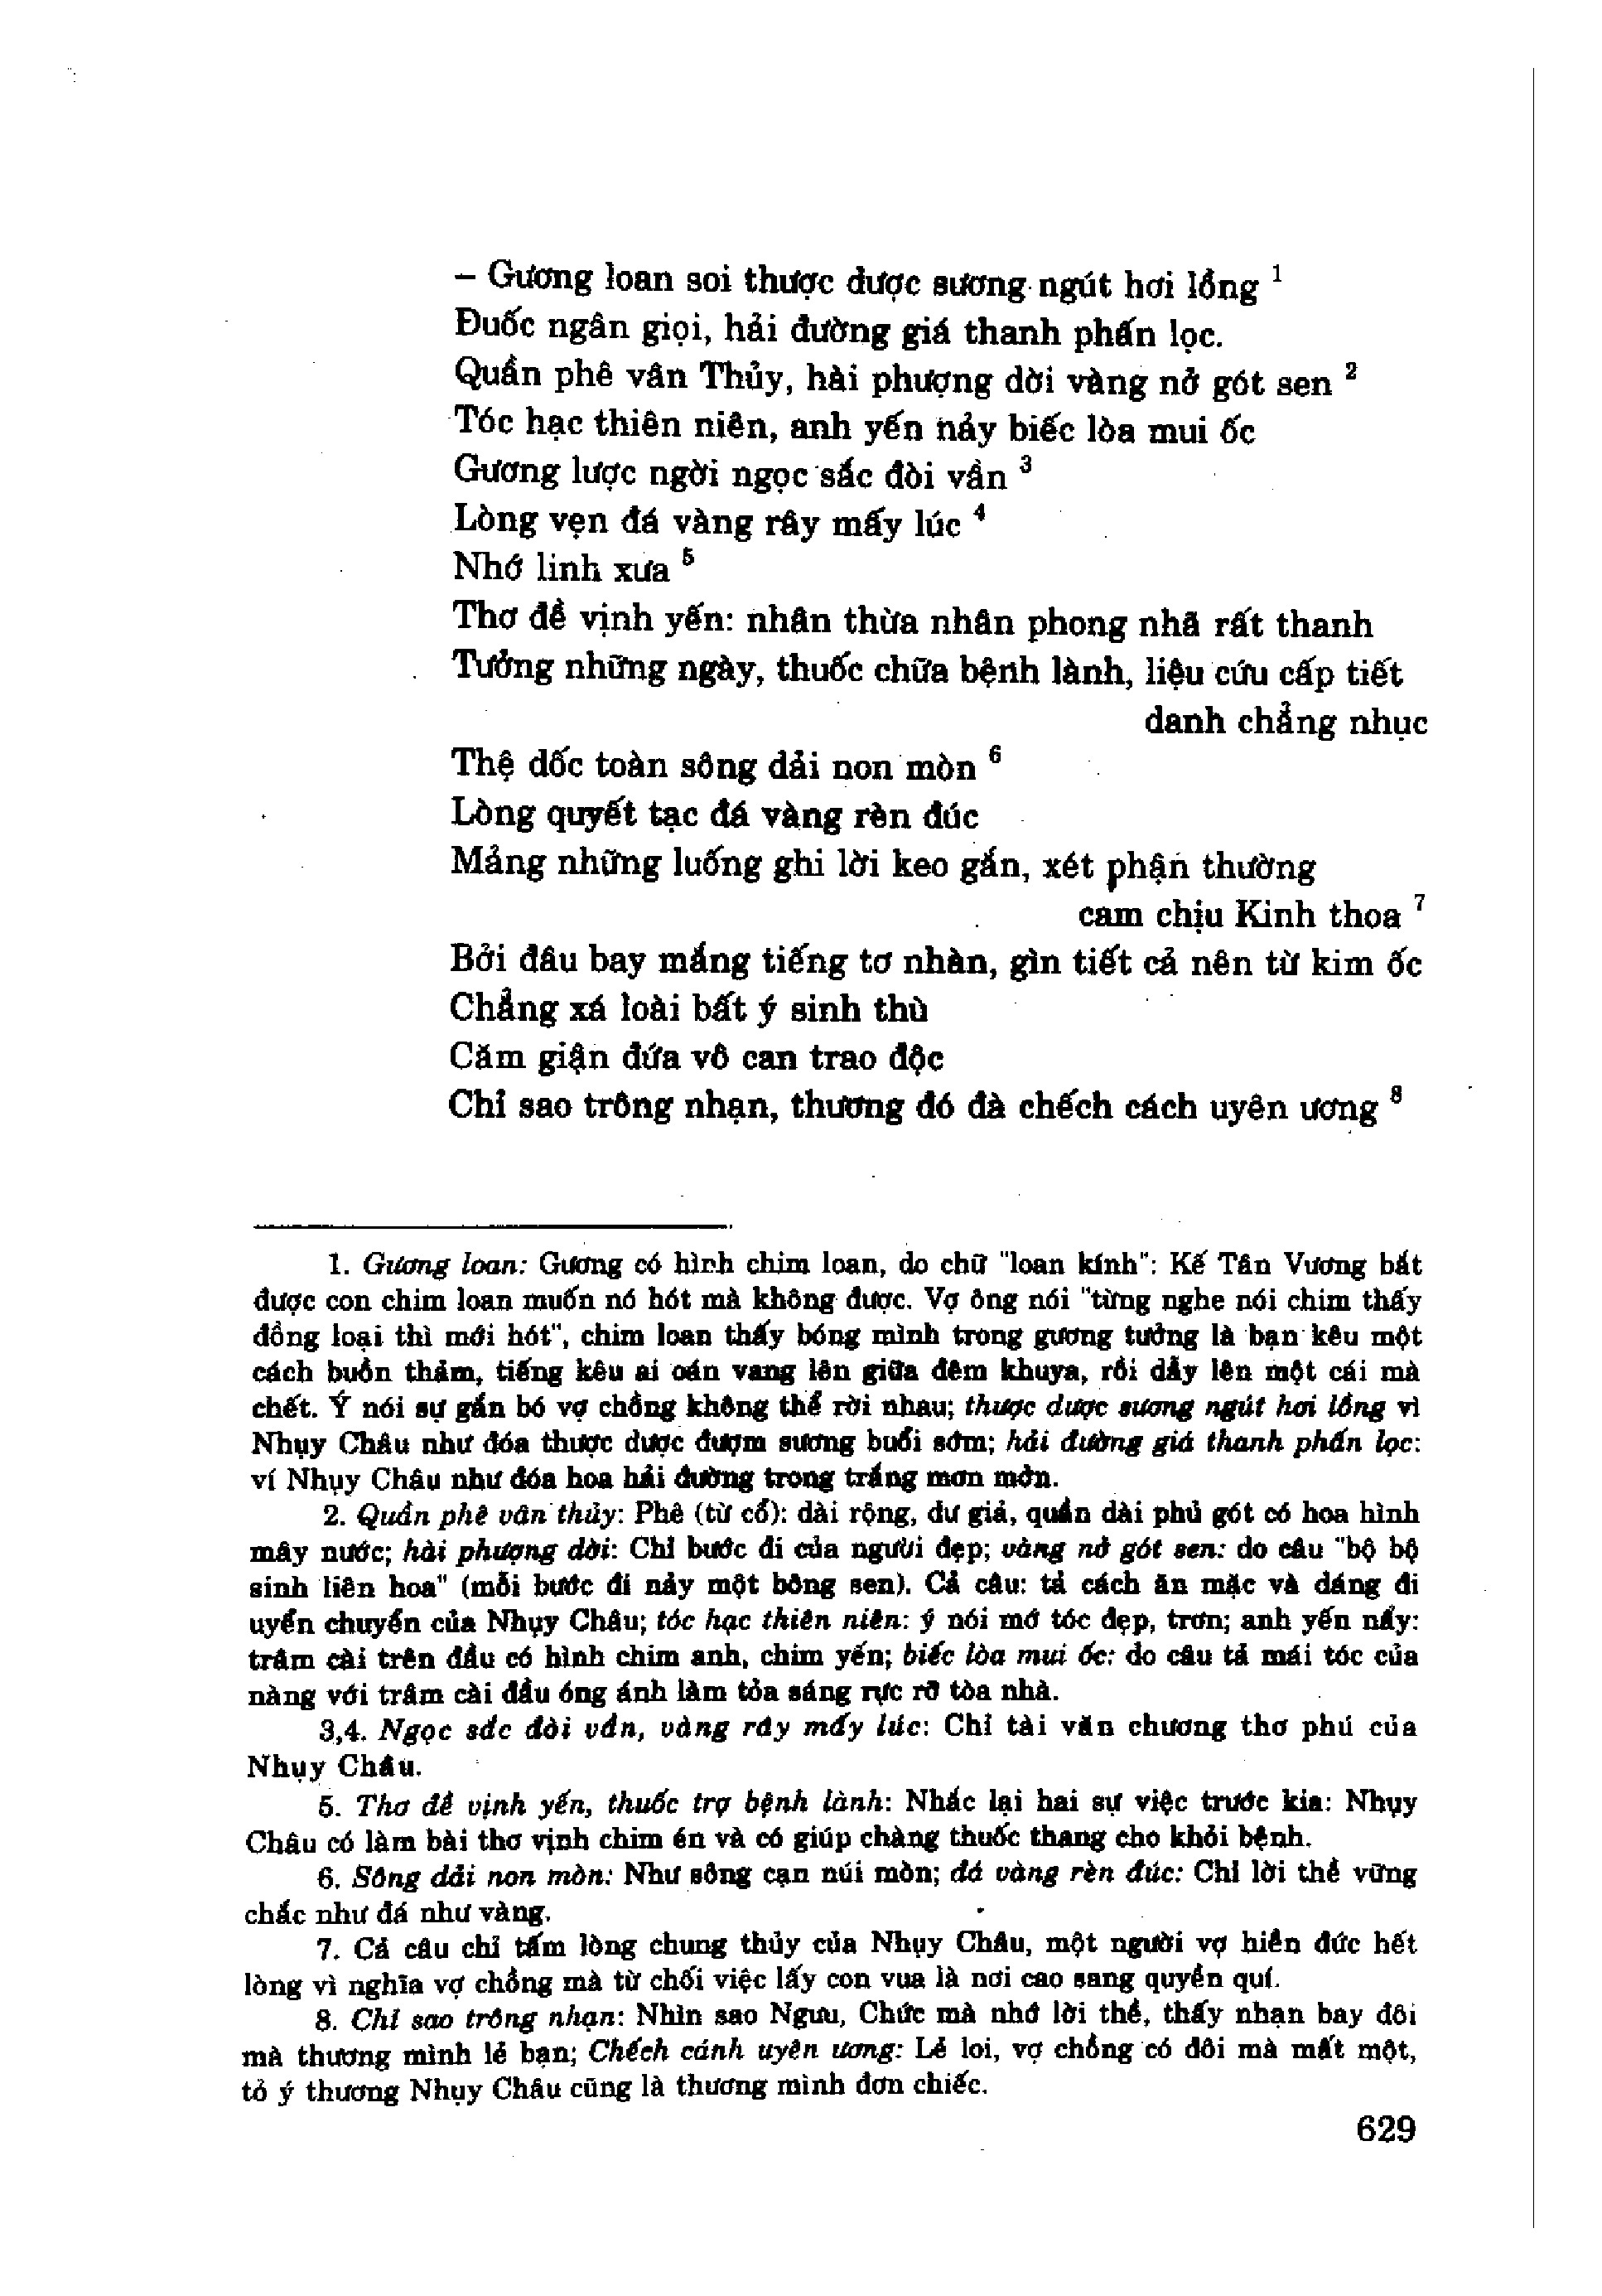 – Gương loan soi thược dược sương ngút hơi lồng ¹
Đuốc ngân giọi, hải đường giá thanh phấn lọc.
Quần phê vân Thủy, hài phượng dời vàng nở gót sen ²
Tóc hạc thiên niên, anh yến nảy biếc lòa mui ốc
Gương lược ngời ngọc sắc đòi vần ³
Lòng vẹn đá vàng rây mấy lúc ⁴
Nhớ linh xưa ⁵
Thơ đề vịnh yến: nhân thừa nhân phong nhã rất thanh
Tưởng những ngày, thuốc chữa bệnh lành, liệu cứu cấp tiết
danh chẳng nhục
Thệ dốc toàn sông dải non mòn ⁶
Lòng quyết tạc đá vàng rèn đúc
Mảng những luống ghi lời keo gắn, xét phận thường
cam chịu Kinh thoa ⁷
Bởi đâu bay mắng tiếng tơ nhàn, gìn tiết cả nên từ kim ốc
Chẳng xá loài bất ý sinh thù
Căm giận đứa vô can trao độc
Chỉ sao trông nhạn, thương đó đà chếch cách uyên ương ⁸
1. Gương loan: Gương có hình chim loan, do chữ "loan kính": Kế Tân Vương bắt
được con chim loan muốn nó hót mà không được. Vợ ông nói "từng nghe nói chim thấy
đồng loại thì mới hót", chim loan thấy bóng mình trong gương tưởng là bạn kêu một
cách buồn thảm, tiếng kêu ai oán vang lên giữa đêm khuya, rồi dẫy lên một cái mà
chết. Ý nói sự gắn bó vợ chồng không thể rời nhau; thược dược sương ngút hơi lồng vì
Nhụy Châu như đóa thược dược đượm sương buổi sớm; hải đường giá thanh phấn lọc:
ví Nhụy Châu như đóa hoa hải đường trong trắng mơn mởn.
2. Quần phê vân thủy: Phê (từ cổ): dài rộng, dư giả, quần dài phủ gót có hoa hình
mây nước; hài phượng dời: Chỉ bước đi của người đẹp; vàng nở gót sen: do câu "bộ bộ
sinh liên hoa" (mỗi bước đi nảy một bông sen). Cả câu: tả cách ăn mặc và dáng đi
uyển chuyển của Nhụy Châu; tóc hạc thiên niên: ý nói mớ tóc đẹp, trơn; anh yến nẩy:
trâm cài trên đầu có hình chim anh, chim yến; biếc lòa mui ốc: do câu tả mái tóc của
nàng với trâm cài đầu óng ánh làm tỏa sáng rực rỡ tòa nhà.
3,4. Ngọc sắc đòi vần, vàng rây mấy lúc: Chỉ tài văn chương thơ phú của
Nhụy Châu.
5. Thơ đề vịnh yến, thuốc trợ bệnh lành: Nhắc lại hai sự việc trước kia: Nhụy
Châu có làm bài thơ vịnh chim én và có giúp chàng thuốc thang cho khỏi bệnh.
6. Sông dải non mòn: Như sông cạn núi mòn; đá vàng rèn đúc: Chỉ lời thề vững
chắc như đá như vàng.
7. Cả câu chỉ tấm lòng chung thủy của Nhụy Châu, một người vợ hiền đức hết
lòng vì nghĩa vợ chồng mà từ chối việc lấy con vua là nơi cao sang quyền quí.
8. Chỉ sao trông nhạn: Nhìn sao Ngưu, Chức mà nhớ lời thề, thấy nhạn bay đôi
mà thương mình lẻ bạn; Chếch cánh uyên ương: Lẻ loi, vợ chồng có đôi mà mất một,
tỏ ý thương Nhụy Châu cũng là thương mình đơn chiếc.
629